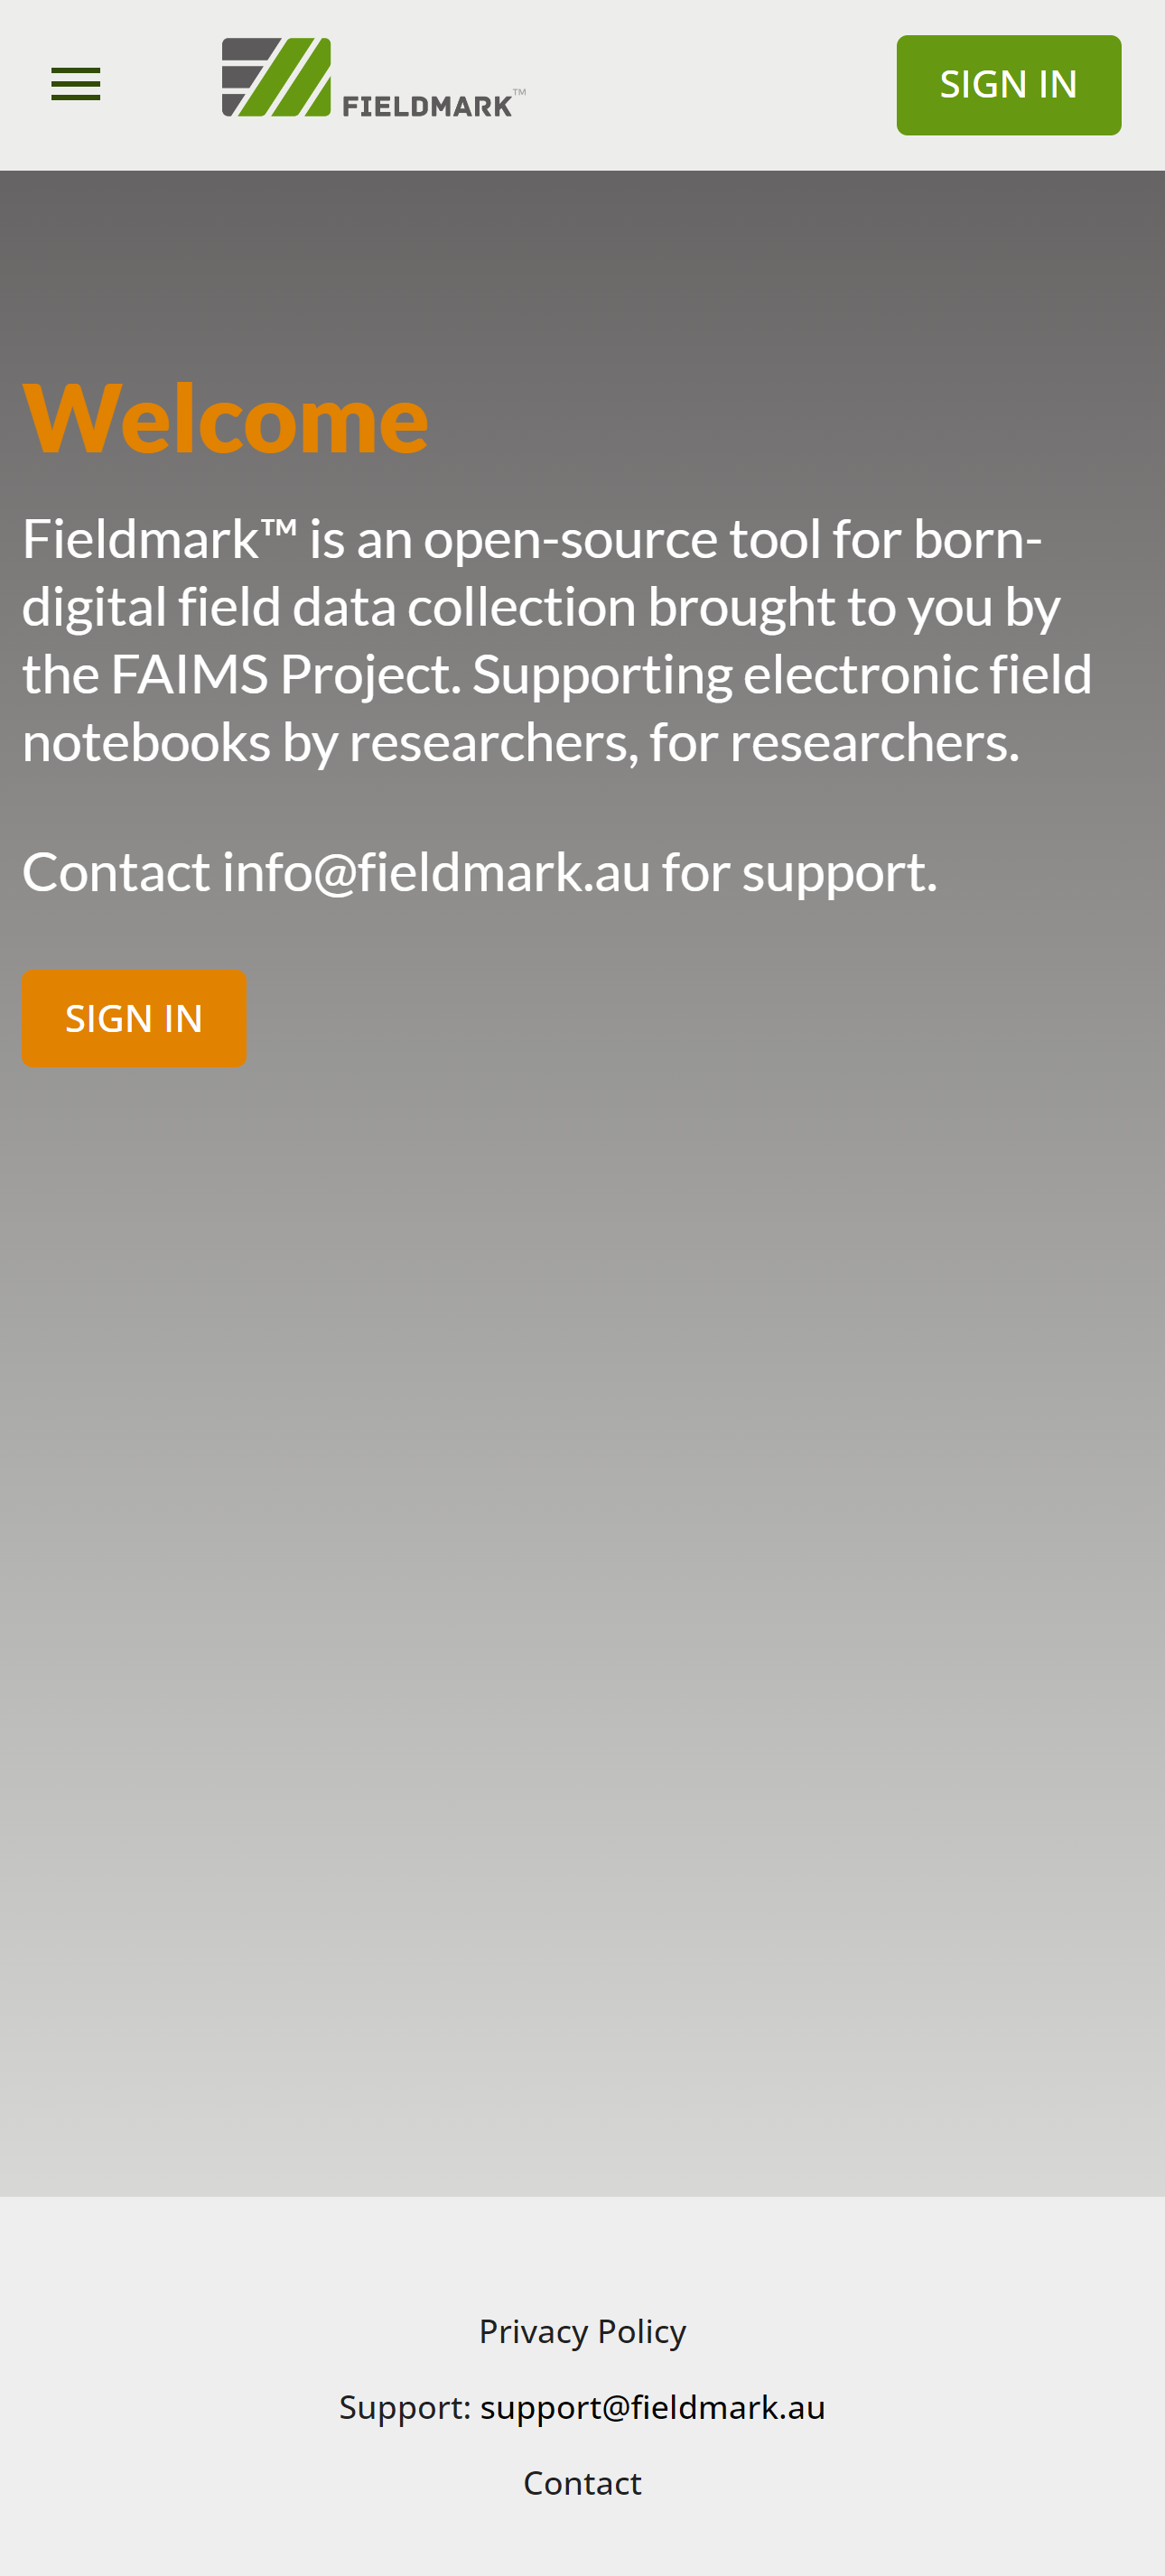 FIELDMARK™
SIGN IN
Welcome
Fieldmark™ is an open-source tool for born-
digital field data collection brought to you by
the FAIMS Project. Supporting electronic field
notebooks by researchers, for researchers.
Contact info@fieldmark.au for support.
SIGN IN
Privacy Policy
Support: support@fieldmark.au
Contact